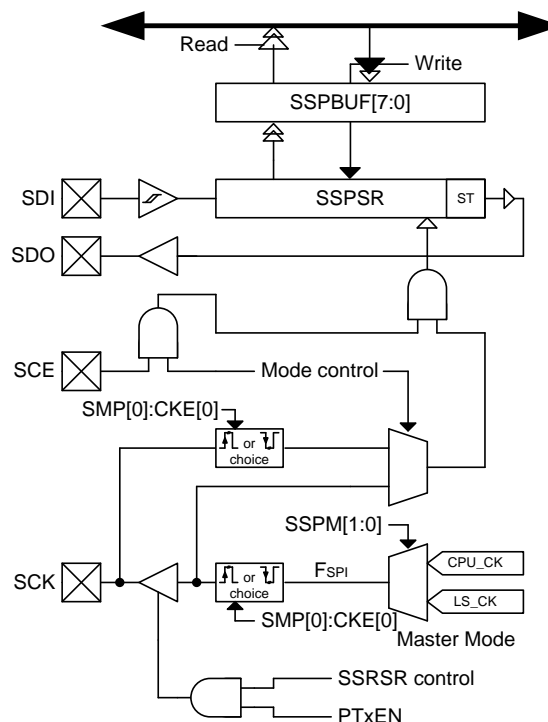 Read
Write
SSPBUF[7:0]
SDI
SSPSR
ST
SDO
SCE
Mode control
SMP[0]:CKE[0]
or
choice
SSPM[1:0]
SCK
or
choice
FSPI
CPU_CK
LS_CK
SMP[0]:CKE[0]
Master Mode
SSRSR control
PTxEN